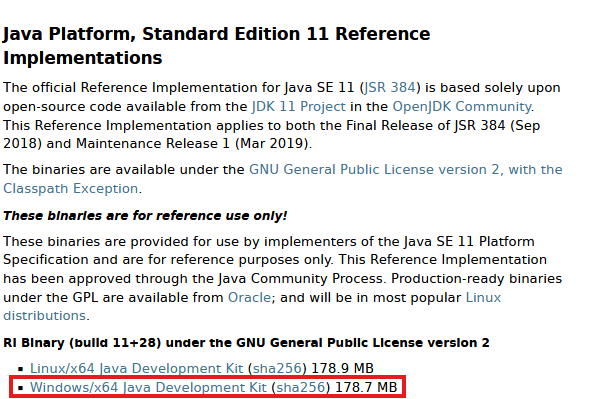 Java Platform, Standard Edition 11 Reference
Implementations
The official Reference Implementation for Java SE 11 (JSR 384) is based solely upon
open-source code available from the JDK 11 Project in the OpenJDK Community.
This Reference Implementation applies to both the Final Release of JSR 384 (Sep
2018) and Maintenance Release 1 (Mar 2019).
The binaries are available under the GNU General Public License version 2, with the
Classpath Exception.
These binaries are for reference use only!
These binaries are provided for use by implementers of the Java SE 11 Platform
Specification and are for reference purposes only. This Reference Implementation
has been approved through the Java Community Process. Production-ready binaries
under the GPL are available from Oracle; and will be in most popular Linux
distributions.
RI Binary (build 11+28) under the GNU General Public License version 2
▪ Linux/x64 Java Development Kit (sha256) 178.9 MB
▪ Windows/x64 Java Development Kit (sha256) 178.7 MB